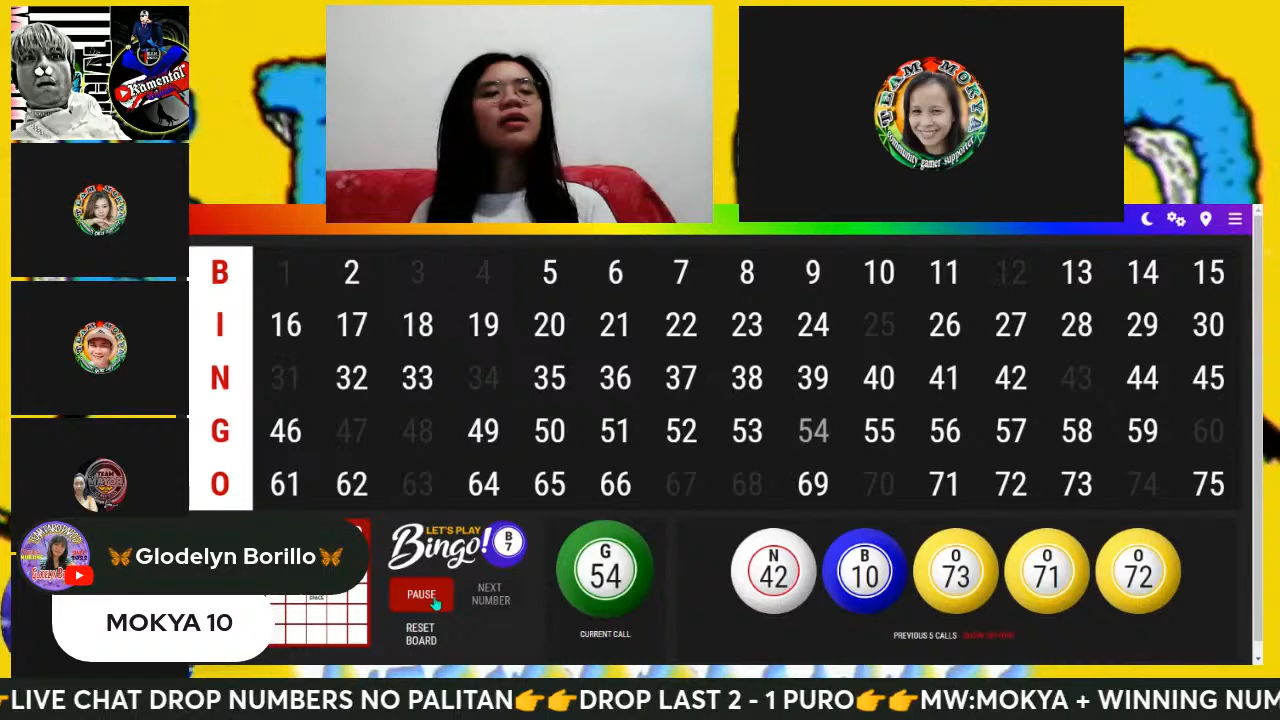 Ramental
TEAM MOKYA
community gamer supporter
B 1 2 3 4 5 6 7 8 9 10 11 12 13 14 15
I 16 17 18 19 20 21 22 23 24 25 26 27 28 29 30
N 31 32 33 34 35 36 37 38 39 40 41 42 43 44 45
G 46 47 48 49 50 51 52 53 54 55 56 57 58 59 60
O 61 62 63 64 65 66 67 68 69 70 71 72 73 74 75
🦋Glodelyn Borillo🦋
MOKYA 10
LET'S PLAY
Bingo!
B
7
PAUSE
NEXT
NUMBER
RESET
BOARD
G
54
CURRENT CALL
N
42
B
10
O
73
O
71
O
72
PREVIOUS 5 CALLS
👉LIVE CHAT DROP NUMBERS NO PALITAN👉👉DROP LAST 2 - 1 PURO👉👉MW:MOKYA + WINNING NUM